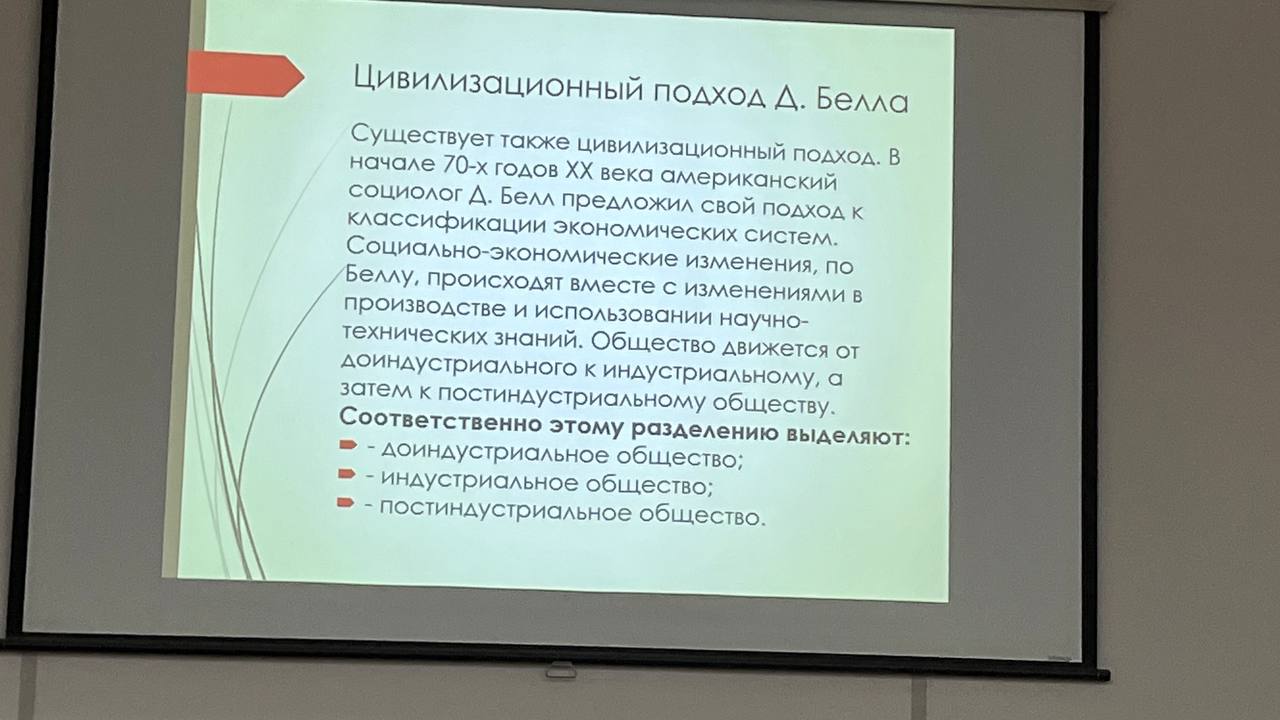 Цивилизационный подход Д. Белла
Существует также цивилизационный подход. В
начале 70-х годов XX века американский
социолог Д. Белл предложил свой подход к
классификации экономических систем.
Социально-экономические изменения, по
Беллу, происходят вместе с изменениями в
производстве и использовании научно-
технических знаний. Общество движется от
доиндустриального к индустриальному, а
затем к постиндустриальному обществу.
Соответственно этому разделению выделяют:
- доиндустриальное общество;
- индустриальное общество;
- постиндустриальное общество.